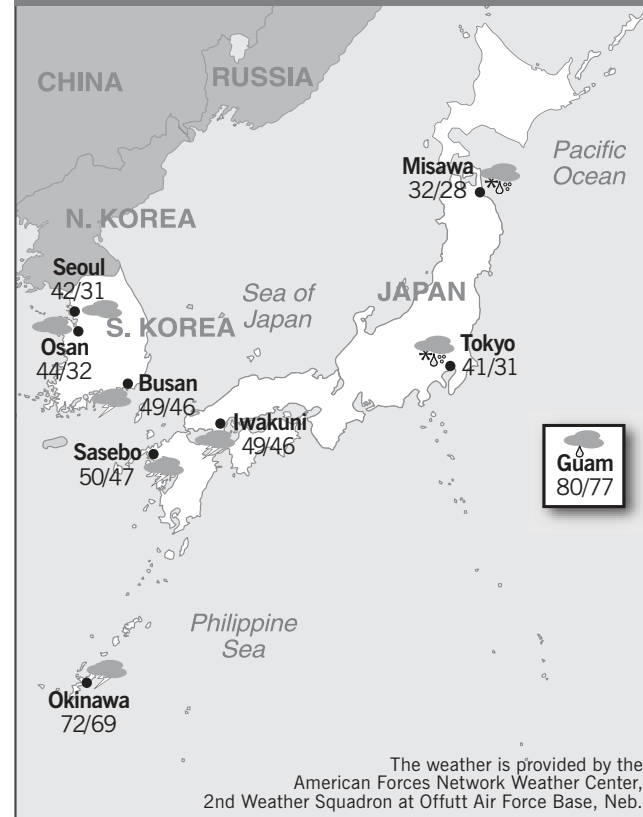 CHINA
RUSSIA
Pacific
Ocean
Misawa
32/28
N. KOREA
Seoul
42/31
Sea of
Japan
JAPAN
S. KOREA
Osan
44/32
Tokyo
41/31
Busan
49/46
Iwakuni
49/46
Sasebo
50/47
Guam
80/77
Philippine
Sea
Okinawa
72/69
The weather is provided by the
American Forces Network Weather Center,
2nd Weather Squadron at Offutt Air Force Base, Neb.